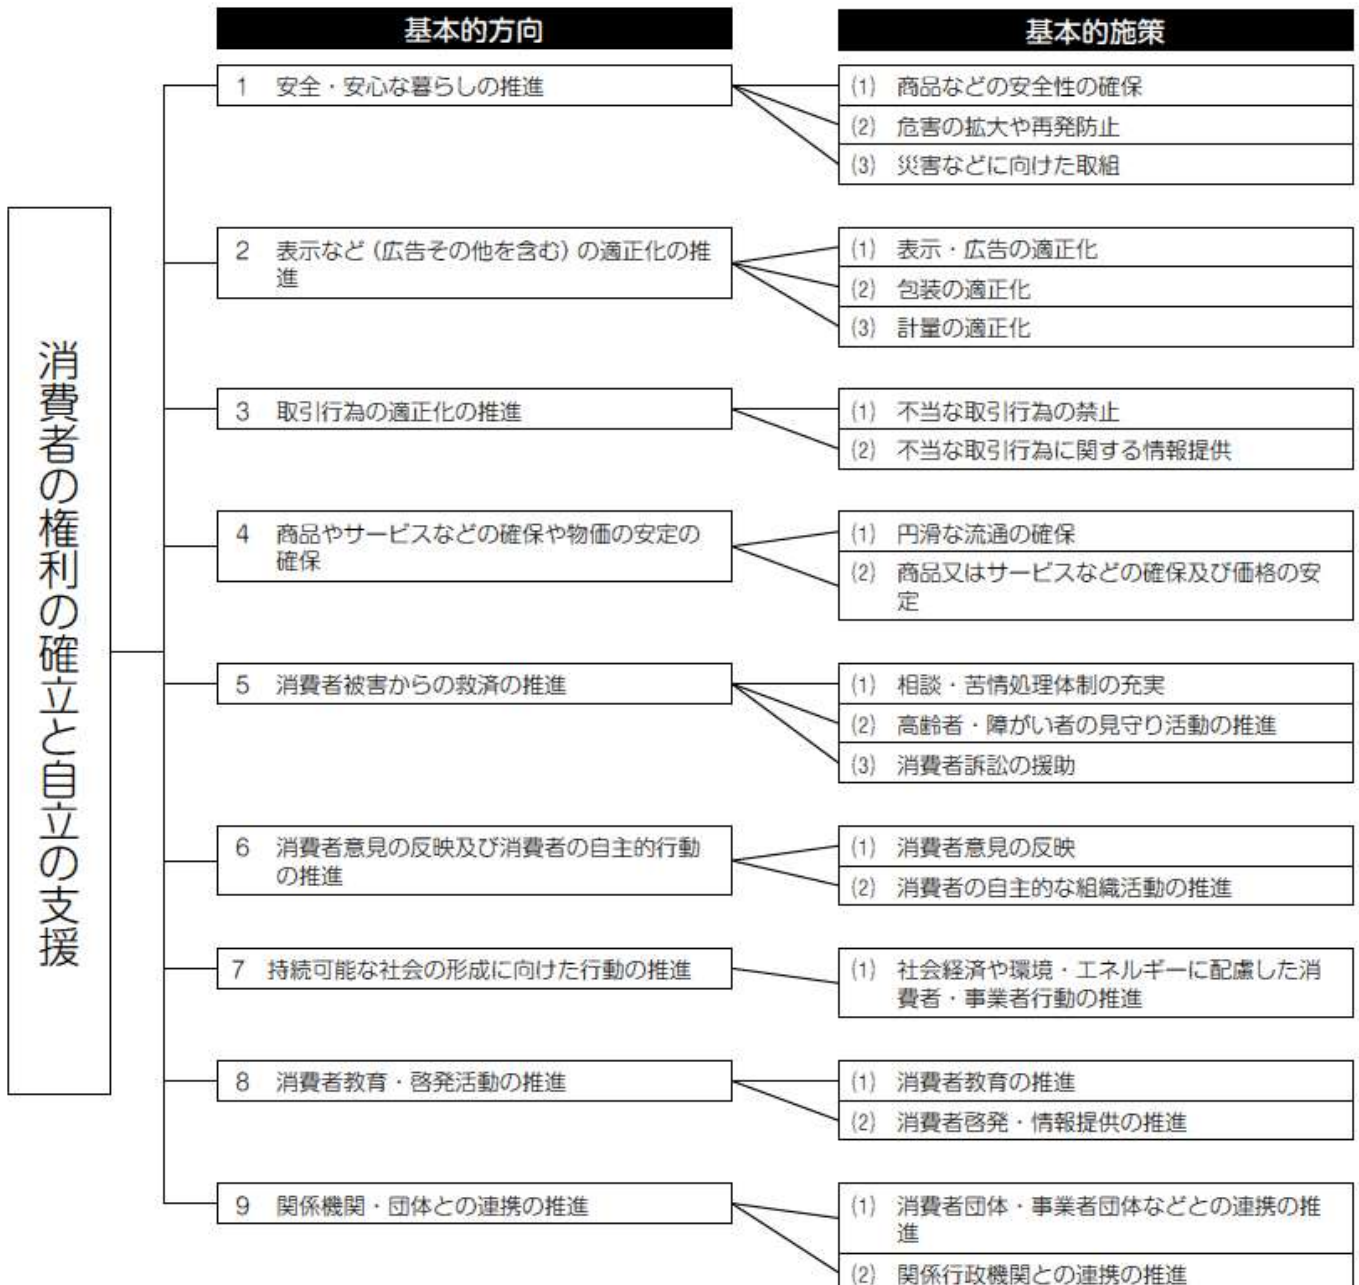 消費者の権利の確立と自立の支援
基本的方向
基本的施策
1 安全・安心な暮らしの推進
(1) 商品などの安全性の確保
(2) 危害の拡大や再発防止
(3) 災害などに向けた取組
2 表示など（広告その他を含む）の適正化の推
進
(1) 表示・広告の適正化
(2) 包装の適正化
(3) 計量の適正化
3 取引行為の適正化の推進
(1) 不当な取引行為の禁止
(2) 不当な取引行為に関する情報提供
4 商品やサービスなどの確保や物価の安定の
確保
(1) 円滑な流通の確保
(2) 商品又はサービスなどの確保及び価格の安
定
5 消費者被害からの救済の推進
(1) 相談・苦情処理体制の充実
(2) 高齢者・障がい者の見守り活動の推進
(3) 消費者訴訟の援助
6 消費者意見の反映及び消費者の自主的行動
の推進
(1) 消費者意見の反映
(2) 消費者の自主的な組織活動の推進
7 持続可能な社会の形成に向けた行動の推進
(1) 社会経済や環境・エネルギーに配慮した消
費者・事業者行動の推進
8 消費者教育・啓発活動の推進
(1) 消費者教育の推進
(2) 消費者啓発・情報提供の推進
9 関係機関・団体との連携の推進
(1) 消費者団体・事業者団体などとの連携の推
進
(2) 関係行政機関との連携の推進